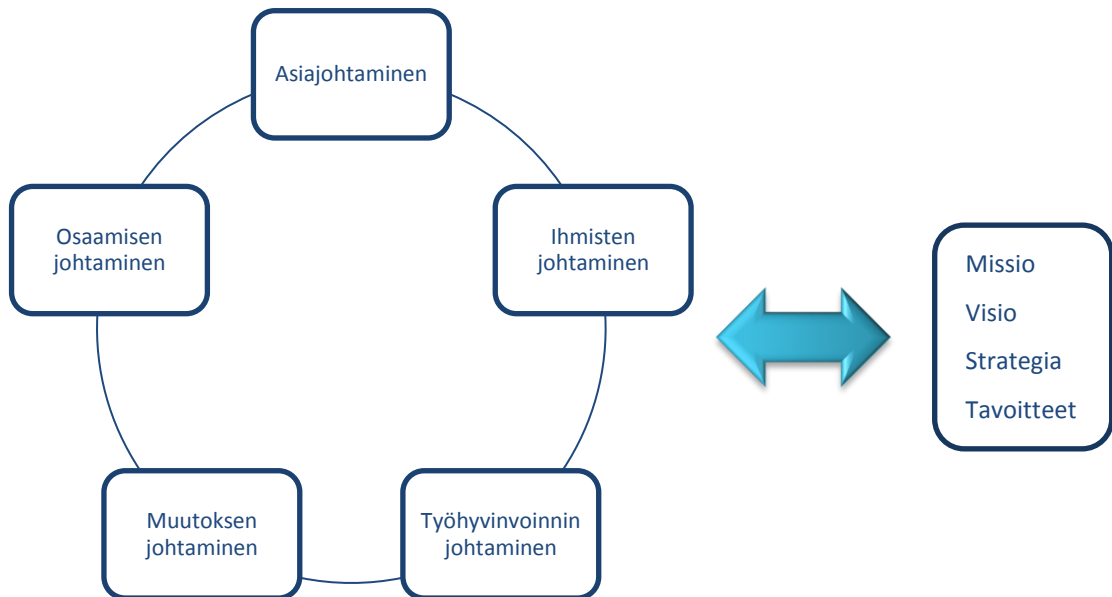 Asiajohtaminen
Osaamisen
johtaminen
Ihmisten
johtaminen
Muutoksen
johtaminen
Työhyvinvoinnin
johtaminen
Missio
Visio
Strategia
Tavoitteet